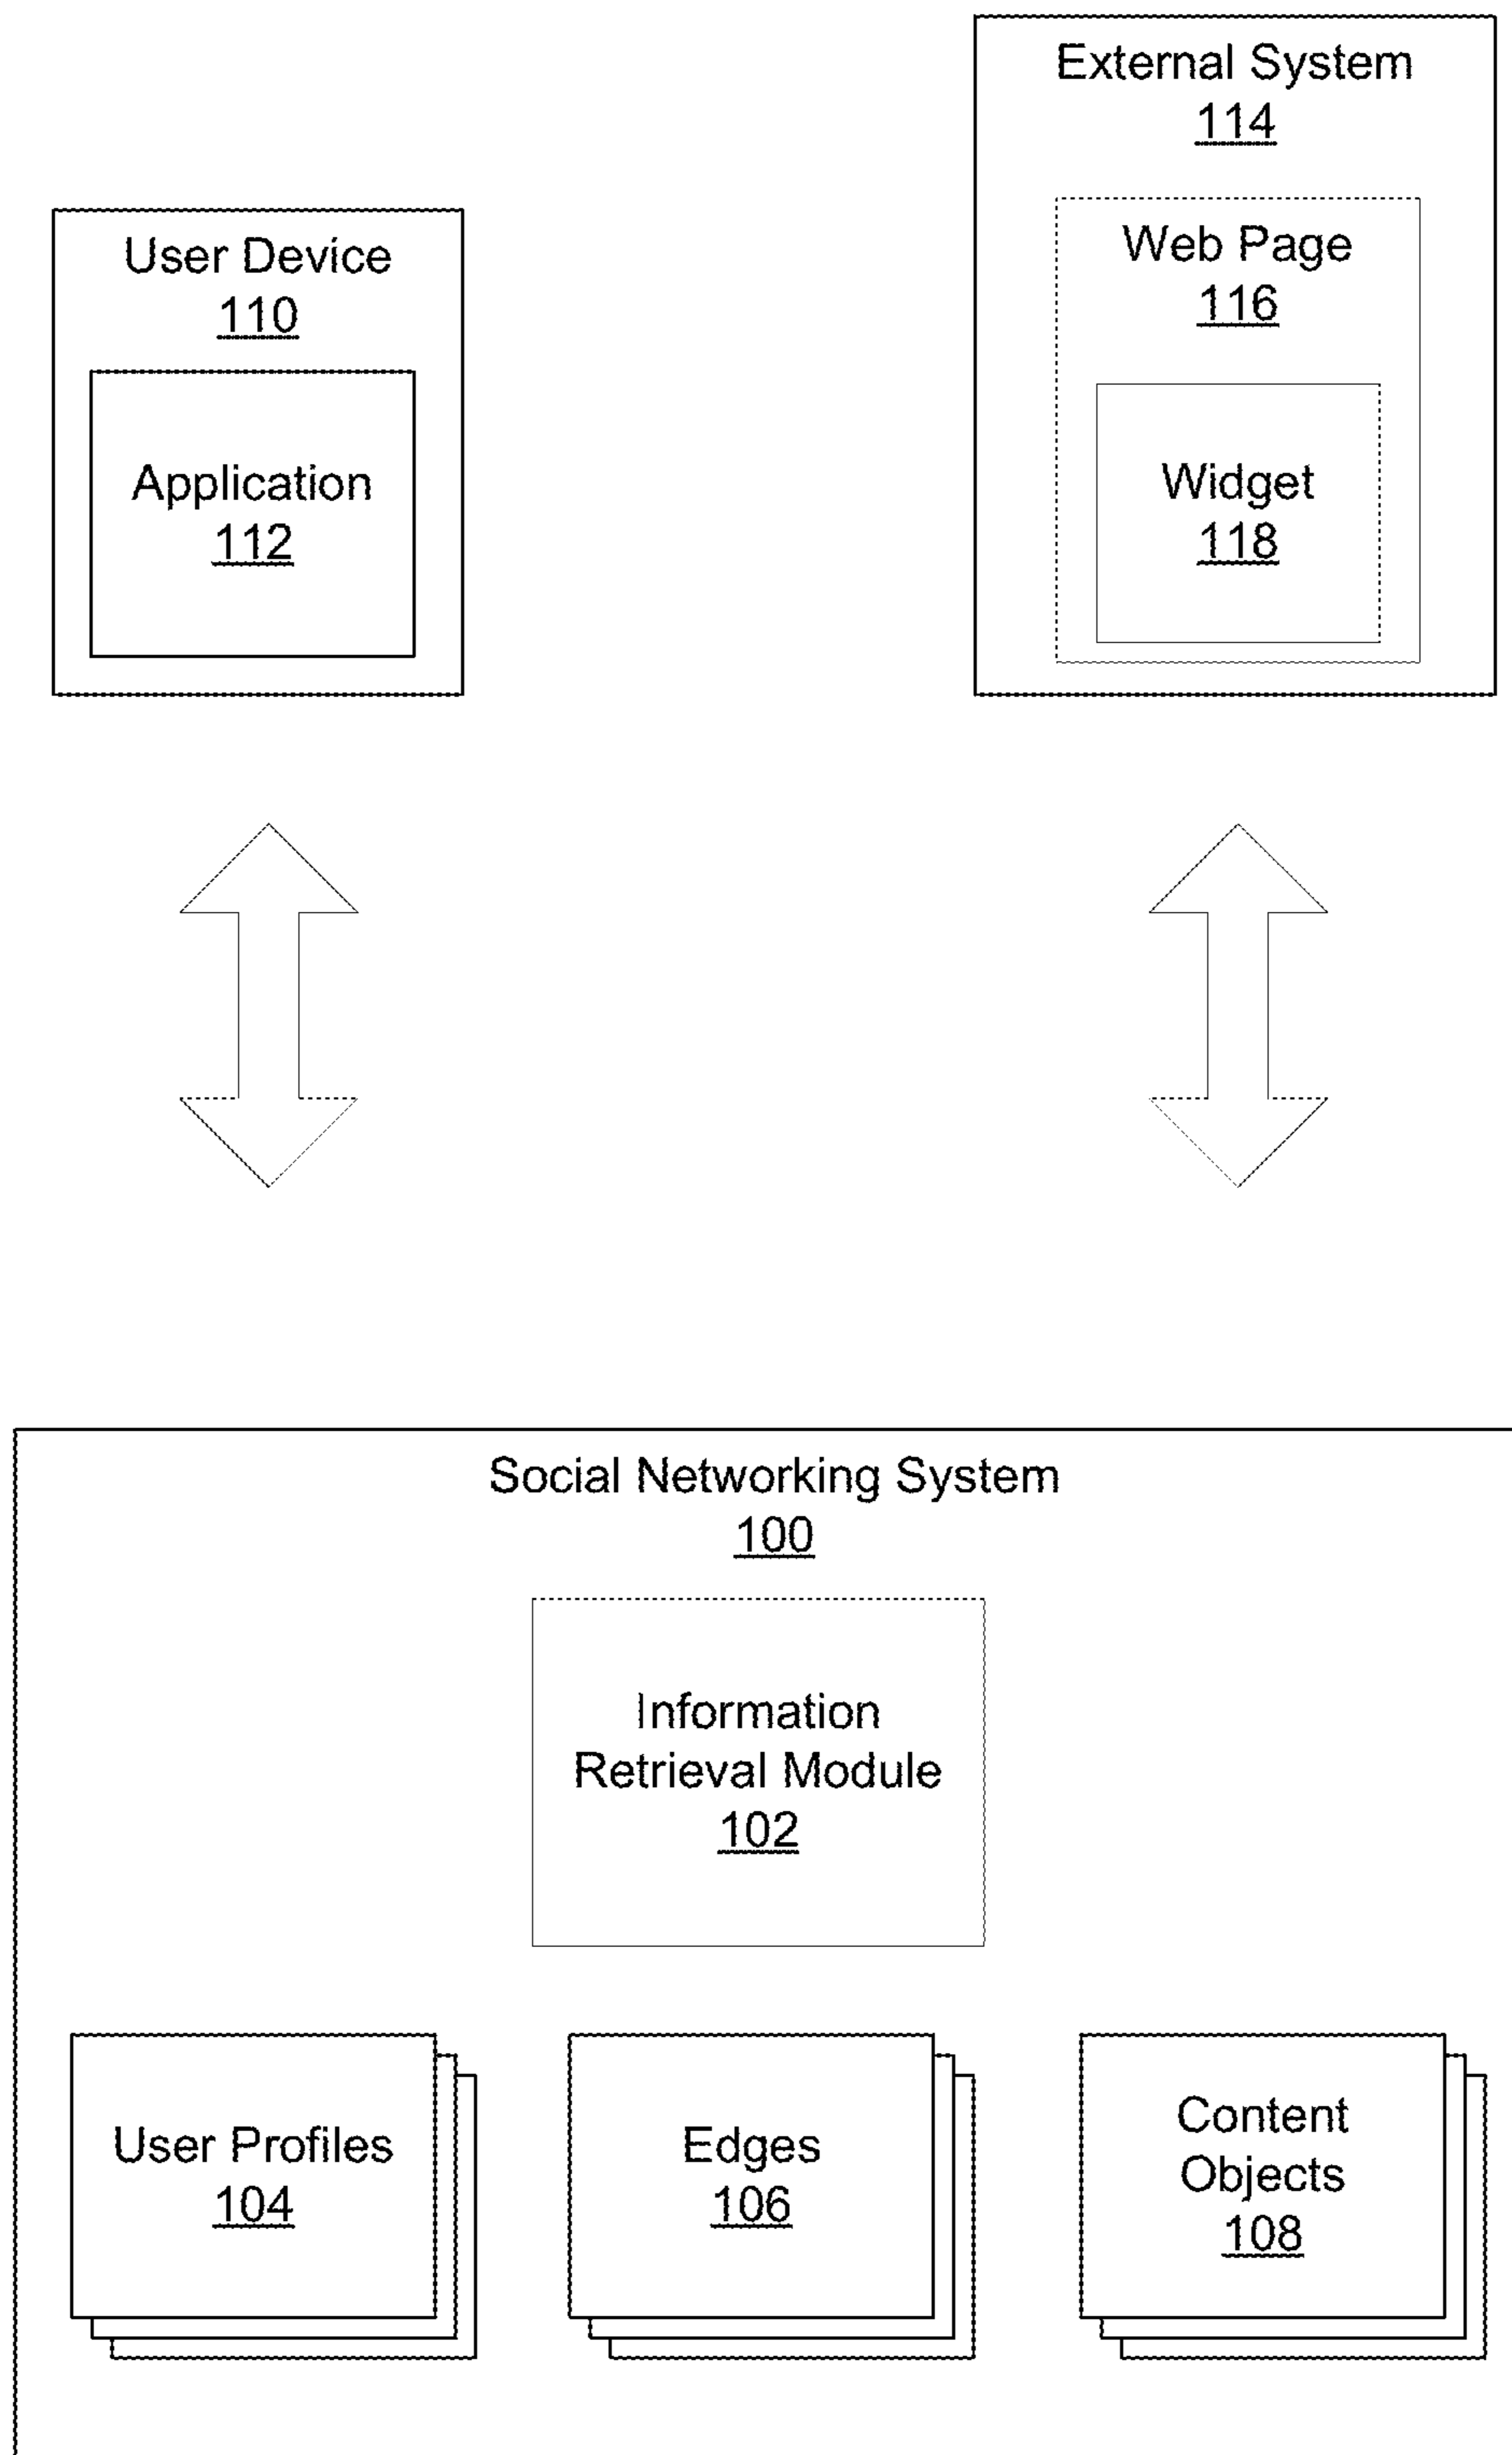 External System
114
User Device
110
Web Page
116
Application
112
Widget
118
Social Networking System
100
Information
Retrieval Module
102
User Profiles
104
Edges
106
Content
Objects
108